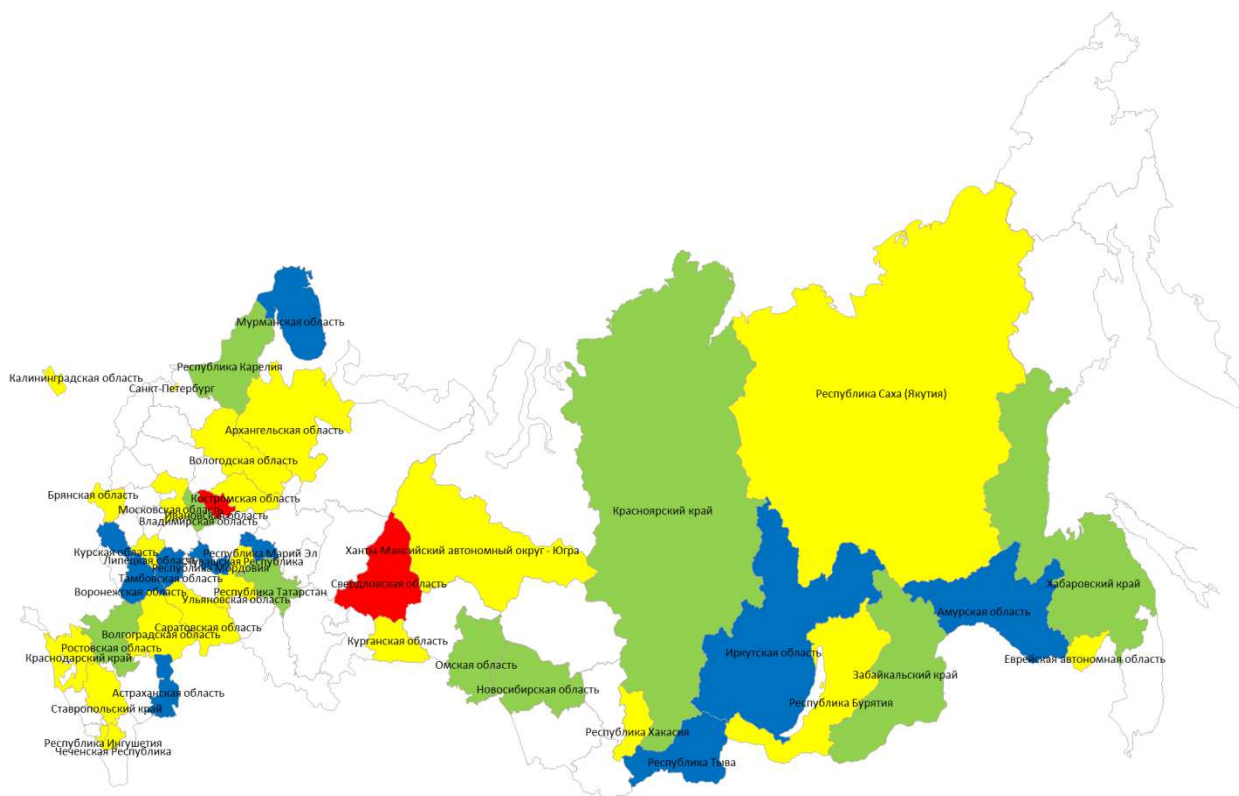 Мурманская область
Республика Карелия
Калининградская область
Санкт-Петербург
Республика Саха (Якутия)
Архангельская область
Вологодская область
Брянская область
Костромская область
Московская область
Ивановская область
Владимирская область
Красноярский край
Курская область
Республика Марий Эл
Ханты-Мансийский автономный округ - Югра
Липецкая область
Чувашская Республика
Республика Мордовия
Тамбовская область
Свердловская область
Хабаровский край
Воронежская область
Республика Татарстан
Ульяновская область
Амурская область
Саратовская область
Волгоградская область
Курганская область
Ростовская область
Иркутская область
Краснодарский край
Омская область
Еврейская автономная область
Забайкальский край
Астраханская область
Новосибирская область
Ставропольский край
Республика Бурятия
Республика Хакасия
Республика Ингушетия
Чеченская Республика
Республика Тыва